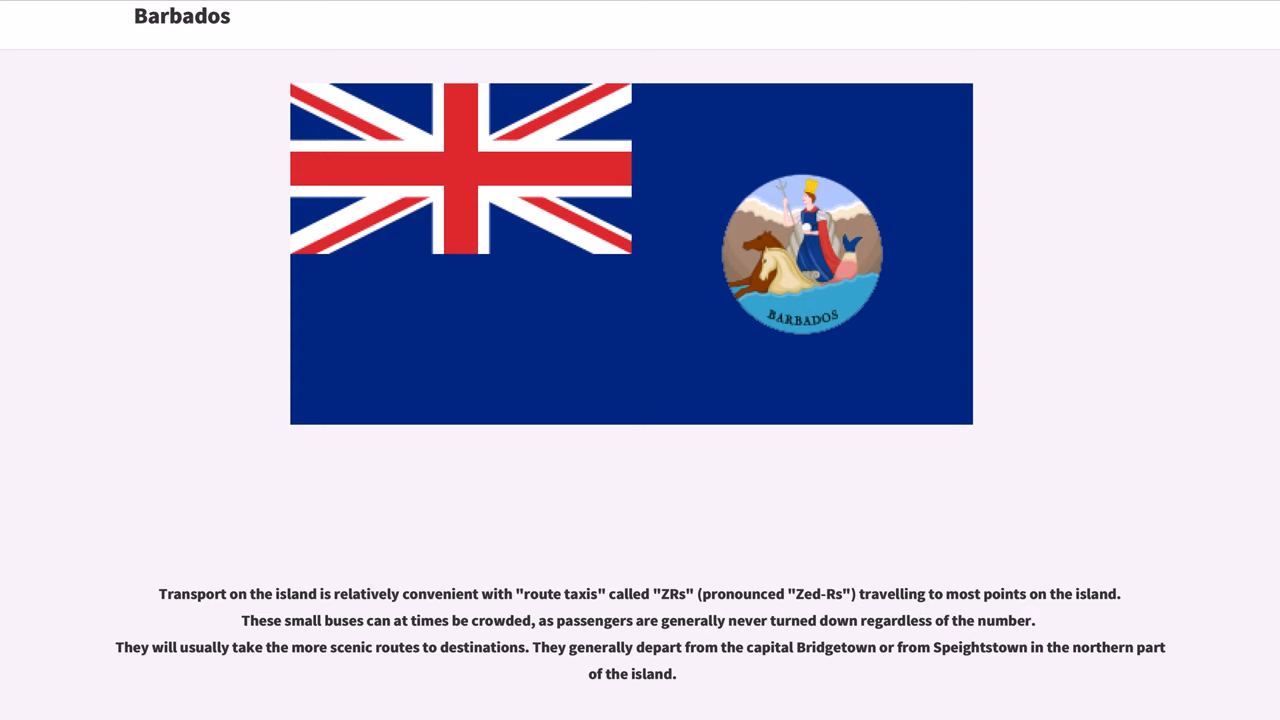 Barbados
BARBADOS
Transport on the island is relatively convenient with "route taxis" called "ZRs" (pronounced "Zed-Rs") travelling to most points on the island.
These small buses can at times be crowded, as passengers are generally never turned down regardless of the number.
They will usually take the more scenic routes to destinations. They generally depart from the capital Bridgetown or from Speightstown in the northern part
of the island.